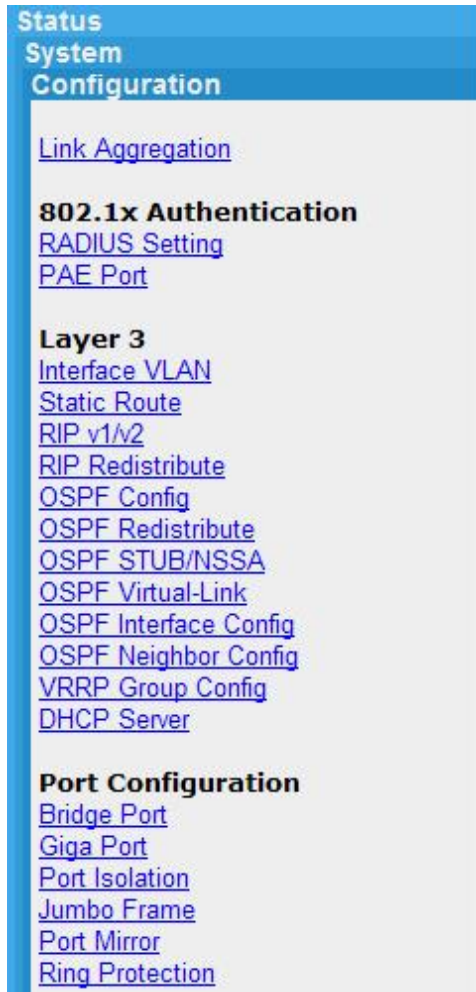 Status
System
Configuration
Link Aggregation
802.1x Authentication
RADIUS Setting
PAE Port
Layer 3
Interface VLAN
Static Route
RIP v1/v2
RIP Redistribute
OSPF Config
OSPF Redistribute
OSPF STUB/NSSA
OSPF Virtual-Link
OSPF Interface Config
OSPF Neighbor Config
VRRP Group Config
DHCP Server
Port Configuration
Bridge Port
Giga Port
Port Isolation
Jumbo Frame
Port Mirror
Ring Protection